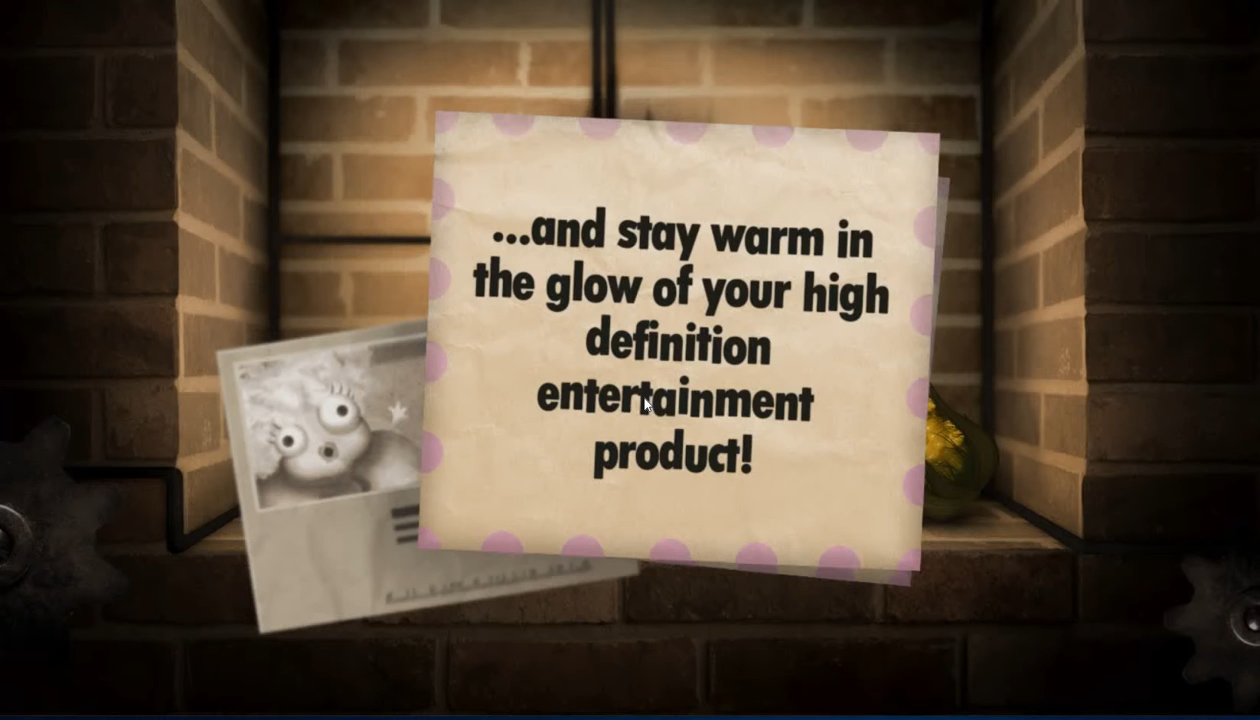 ...and stay warm in
the glow of your high
definition
entertainment
product!